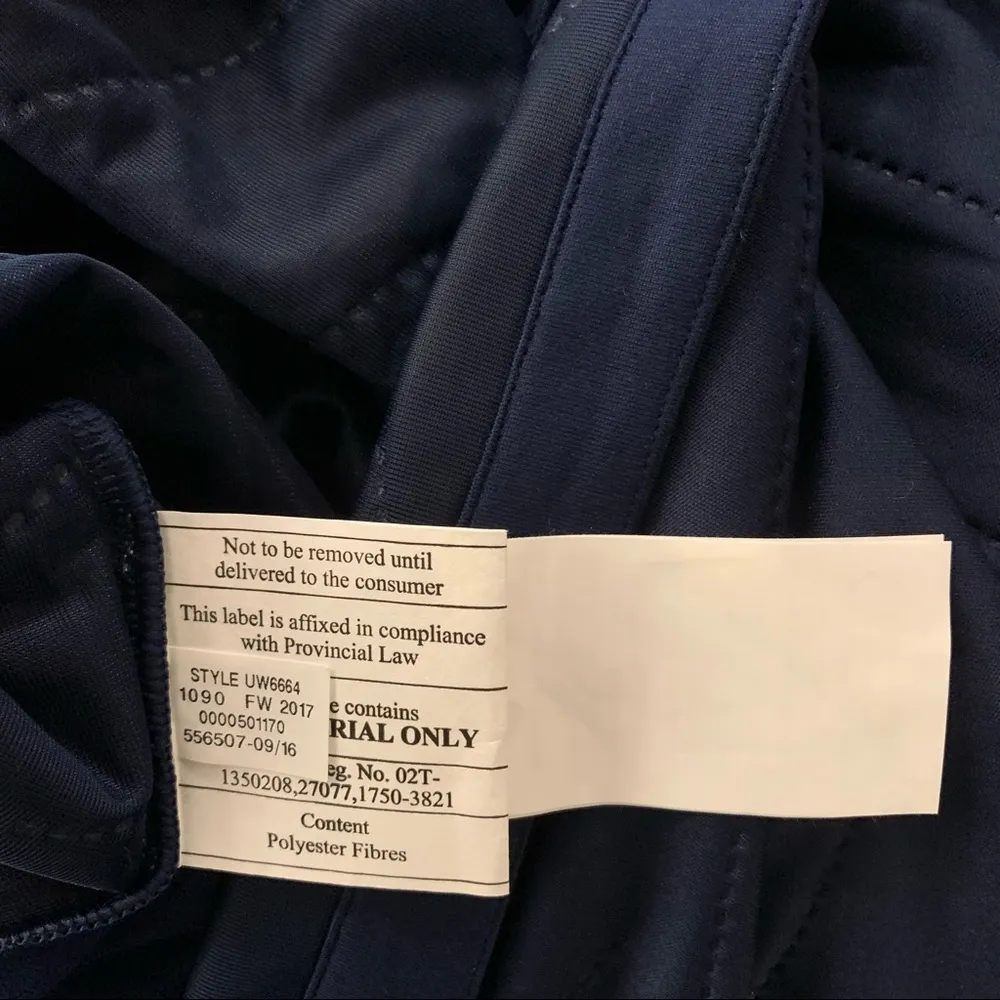 Not to be removed until
delivered to the consumer
This label is affixed in compliance
with Provincial Law
STYLE UW6664
1090 FW 2017
0000501170
556507-09/16
e contains
RIAL ONLY
eg. No. 02T-
1350208,27077,1750-3821
Content
Polyester Fibres